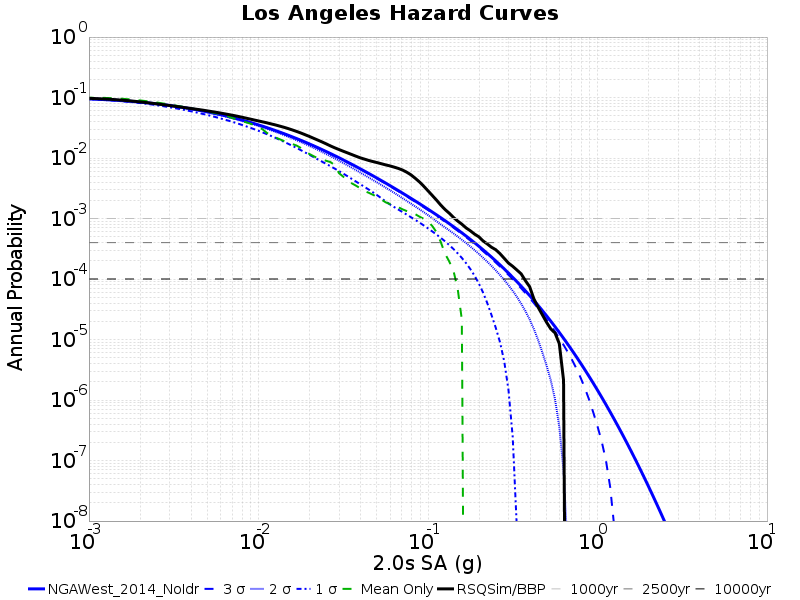 Los Angeles Hazard Curves
10^0
10^-1
10^-2
10^-3
10^-4
10^-5
10^-6
10^-7
10^-8
Annual Probability
10^-3 10^-2 10^-1 10^0 10^1
2.0s SA (g)
NGAWest_2014_NoIdr 3 σ 2 σ 1 σ Mean Only RSQSim/BBP 1000yr 2500yr 10000yr